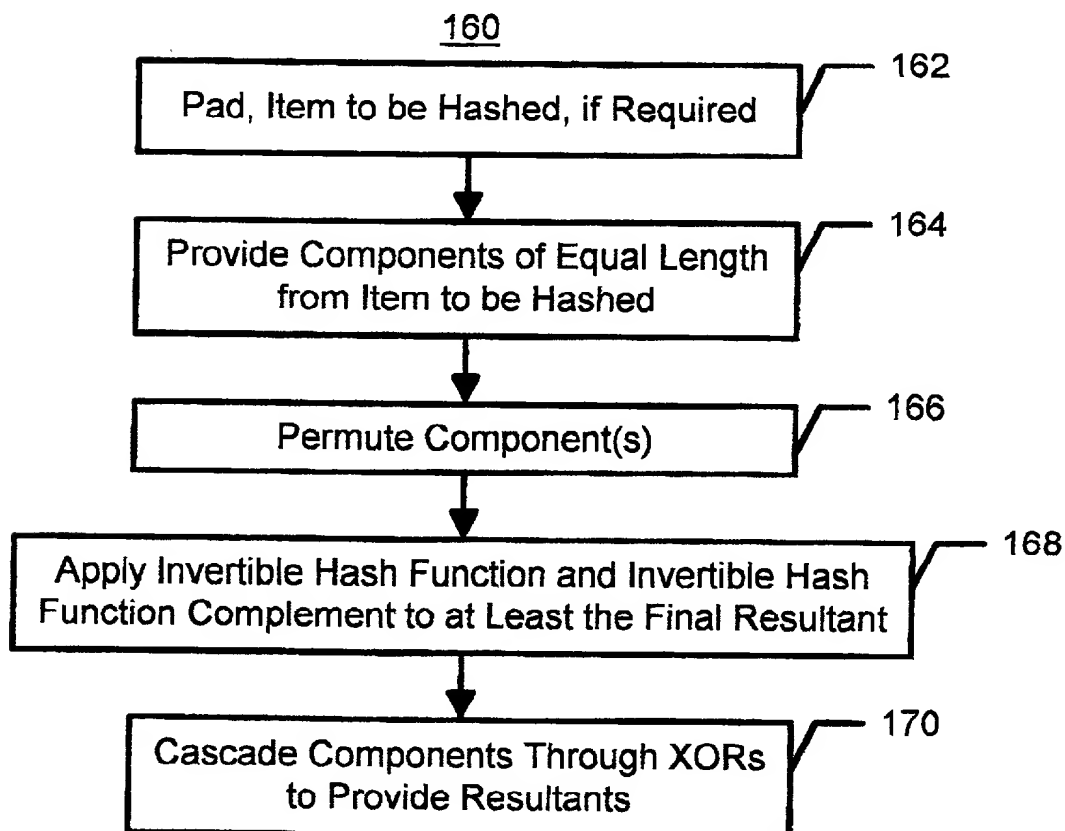 160
Pad, Item to be Hashed, if Required
162
Provide Components of Equal Length
from Item to be Hashed
164
Permute Component(s)
166
Apply Invertible Hash Function and Invertible Hash
Function Complement to at Least the Final Resultant
168
Cascade Components Through XORs
to Provide Resultants
170